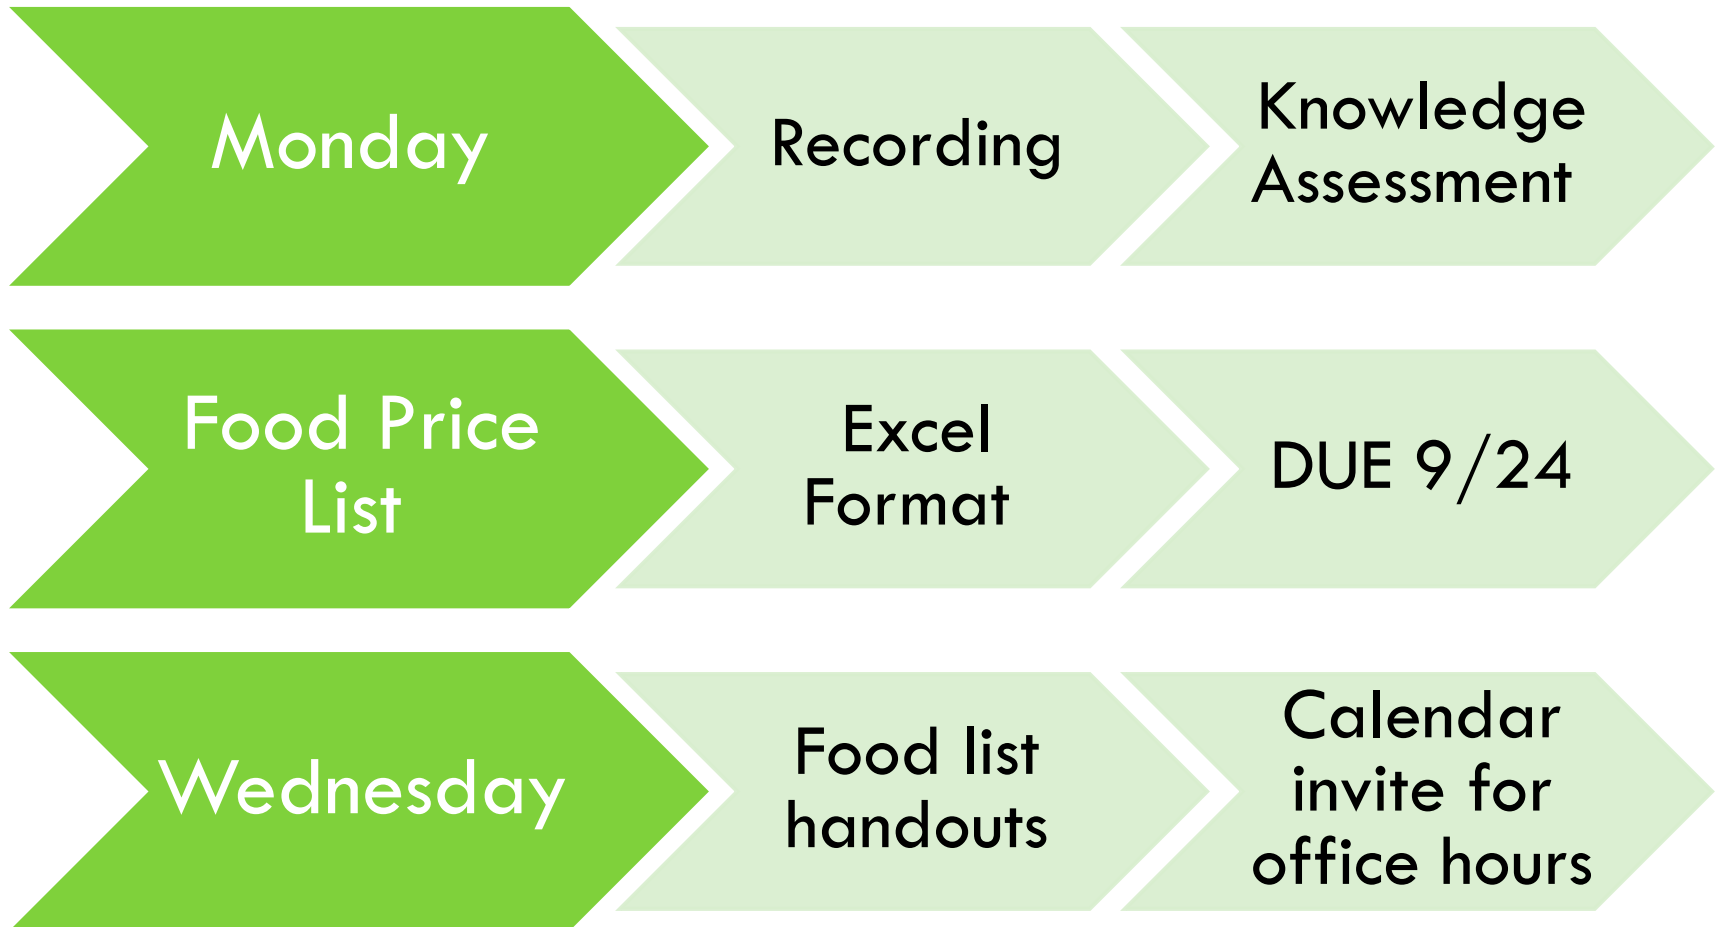 Monday
Recording
Knowledge
Assessment
Food Price
List
Excel
Format
DUE 9/24
Wednesday
Food list
handouts
Calendar
invite for
office hours